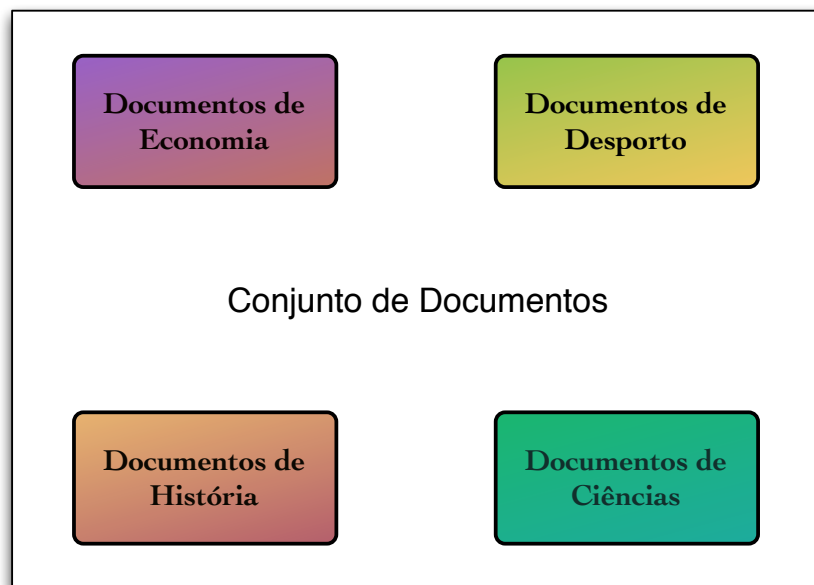 Documentos de
Economia
Documentos de
Desporto
Conjunto de Documentos
Documentos de
História
Documentos de
Ciências